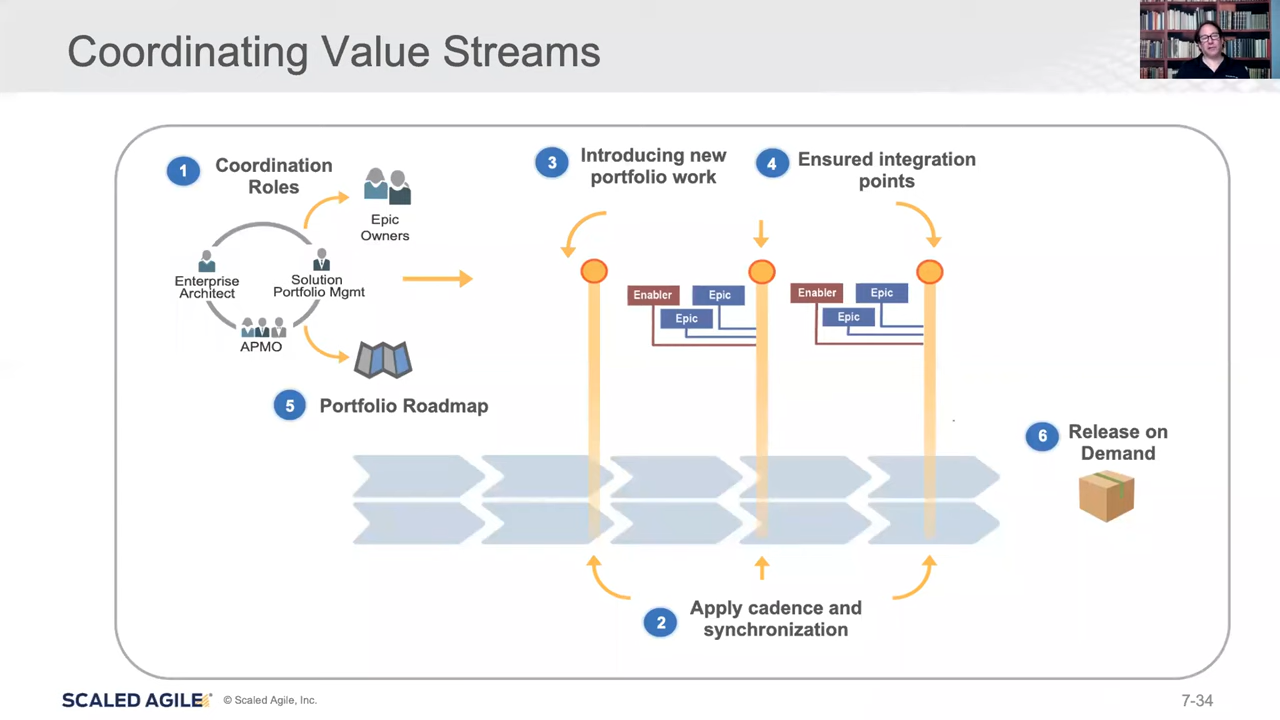 Coordinating Value Streams
1
Coordination
Roles
Epic
Owners
Enterprise
Architect
Solution
Portfolio Mgmt
APMO
5
Portfolio Roadmap
3
Introducing new
portfolio work
4
Ensured integration
points
Enabler
Epic
Epic
Enabler
Epic
Epic
6
Release on
Demand
2
Apply cadence and
synchronization
SCALED AGILE
© Scaled Agile, Inc.
7-34